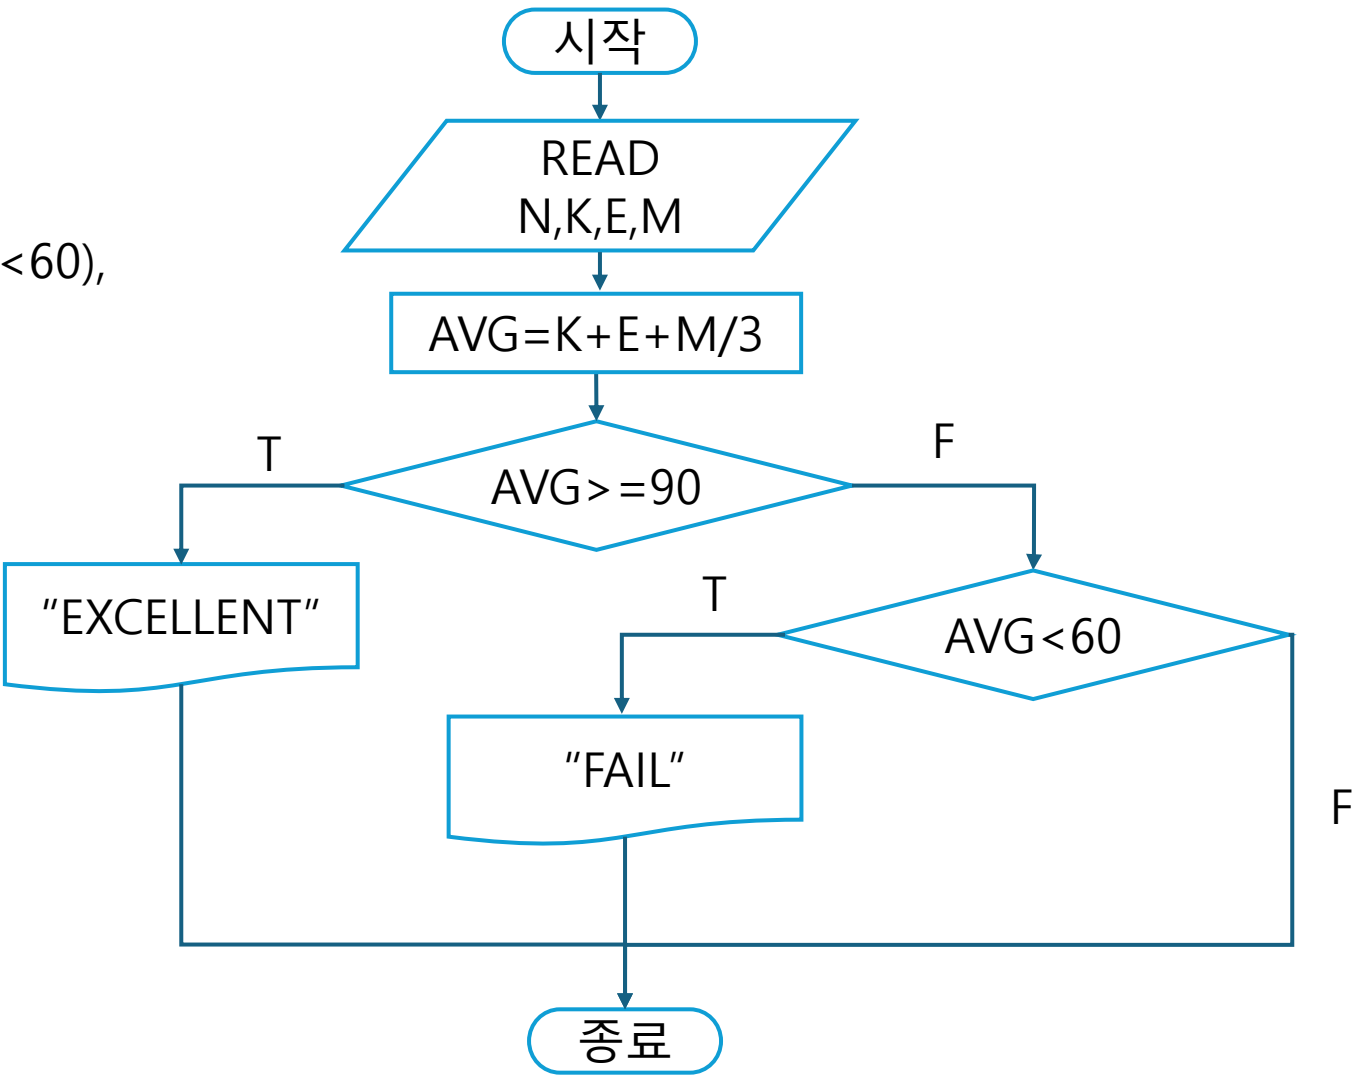 시작
READ
N,K,E,M
<60),
AVG=K+E+M/3
T
F
AVG>=90
"EXCELLENT"
T
AVG<60
"FAIL"
F
종료